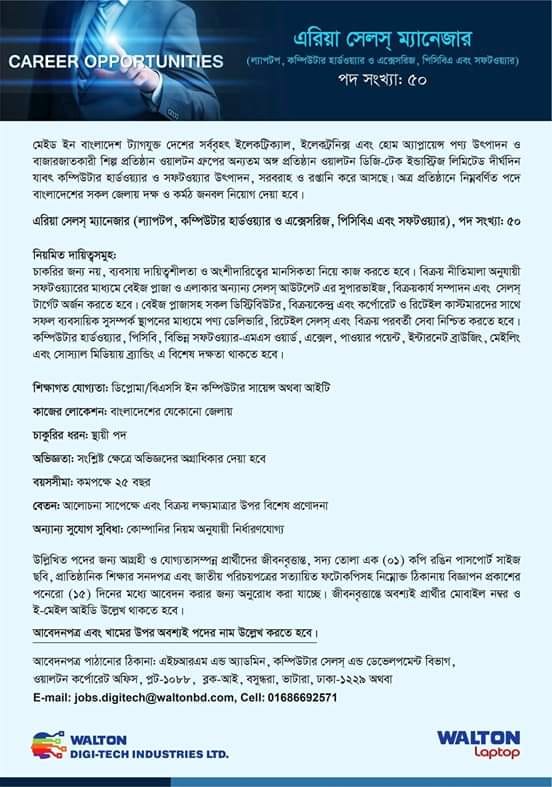 CAREER OPPORTUNITIES
এরিয়া সেলস্ ম্যানেজার
(ল্যাপটপ, কম্পিউটার হার্ডওয়্যার ও এক্সেসরিজ, পিসিবিএ এবং সফটওয়্যার)
পদ সংখ্যা: ৫০
মেইড ইন বাংলাদেশ ট্যাগযুক্ত দেশের সর্ববৃহৎ ইলেকট্রিক্যাল, ইলেকট্রনিক্স এবং হোম অ্যাপ্লায়েন্স পণ্য উৎপাদন ও
বাজারজাতকারী শিল্প প্রতিষ্ঠান ওয়ালটন গ্রুপের অন্যতম অঙ্গ প্রতিষ্ঠান ওয়ালটন ডিজি-টেক ইন্ডাস্ট্রিজ লিমিটেড দীর্ঘদিন
যাবৎ কম্পিউটার হার্ডওয়্যার ও সফটওয়্যার উৎপাদন, সরবরাহ ও রপ্তানি করে আসছে। অত্র প্রতিষ্ঠানে নিম্নবর্ণিত পদে
বাংলাদেশের সকল জেলায় দক্ষ ও কর্মঠ জনবল নিয়োগ দেয়া হবে।
এরিয়া সেলস্ ম্যানেজার (ল্যাপটপ, কম্পিউটার হার্ডওয়্যার ও এক্সেসরিজ, পিসিবিএ এবং সফটওয়্যার), পদ সংখ্যা: ৫০
নিয়মিত দায়িত্বসমূহ:
চাকরির জন্য নয়, ব্যবসায় দায়িত্বশীলতা ও অংশীদারিত্বের মানসিকতা নিয়ে কাজ করতে হবে। বিক্রয় নীতিমালা অনুযায়ী
সফটওয়্যারের মাধ্যমে বেইজ প্লাজা ও এলাকার অন্যান্য সেলস্ আউটলেট এর সুপারভাইজ, বিক্রয়কার্য সম্পাদন এবং সেলস্
টার্গেট অর্জন করতে হবে। বেইজ প্লাজাসহ সকল ডিস্ট্রিবিউটর, বিক্রয়কেন্দ্র এবং কর্পোরেট ও রিটেইল কাস্টমারদের সাথে
সফল ব্যবসায়িক সুসম্পর্ক স্থাপনের মাধ্যমে পণ্য ডেলিভারি, রিটেইল সেলস্ এবং বিক্রয় পরবর্তী সেবা নিশ্চিত করতে হবে।
কম্পিউটার হার্ডওয়্যার, পিসিবি, বিভিন্ন সফটওয়্যার-এমএস ওয়ার্ড, এক্সেল, পাওয়ার পয়েন্ট, ইন্টারনেট ব্রাউজিং, মেইলিং
এবং সোস্যাল মিডিয়ায় ব্র্যান্ডিং এ বিশেষ দক্ষতা থাকতে হবে।
শিক্ষাগত যোগ্যতা: ডিপ্লোমা/বিএসসি ইন কম্পিউটার সায়েন্স অথবা আইটি
কাজের লোকেশন: বাংলাদেশের যেকোনো জেলায়
চাকুরির ধরন: স্থায়ী পদ
অভিজ্ঞতা: সংশ্লিষ্ট ক্ষেত্রে অভিজ্ঞদের অগ্রাধিকার দেয়া হবে
বয়সসীমা: কমপক্ষে ২৫ বছর
বেতন: আলোচনা সাপেক্ষে এবং বিক্রয় লক্ষ্যমাত্রার উপর বিশেষ প্রণোদনা
অন্যান্য সুযোগ সুবিধা: কোম্পানির নিয়ম অনুযায়ী নির্ধারণযোগ্য
উল্লিখিত পদের জন্য আগ্রহী ও যোগ্যতাসম্পন্ন প্রার্থীদের জীবনবৃত্তান্ত, সদ্য তোলা এক (০১) কপি রঙিন পাসপোর্ট সাইজ
ছবি, প্রাতিষ্ঠানিক শিক্ষার সনদপত্র এবং জাতীয় পরিচয়পত্রের সত্যায়িত ফটোকপিসহ নিম্নোক্ত ঠিকানায় বিজ্ঞাপন প্রকাশের
পনেরো (১৫) দিনের মধ্যে আবেদন করার জন্য অনুরোধ করা যাচ্ছে। জীবনবৃত্তান্তে অবশ্যই প্রার্থীর মোবাইল নম্বর ও
ই-মেইল আইডি উল্লেখ থাকতে হবে।
আবেদনপত্র এবং খামের উপর অবশ্যই পদের নাম উল্লেখ করতে হবে।
আবেদনপত্র পাঠানোর ঠিকানা: এইচআরএম এন্ড অ্যাডমিন, কম্পিউটার সেলস্ এন্ড ডেভেলপমেন্ট বিভাগ,
ওয়ালটন কর্পোরেট অফিস, প্লট-১০৮৮, ব্লক-আই, বসুন্ধরা, ভাটারা, ঢাকা-১২২৯ অথবা
E-mail: jobs.digitech@waltonbd.com, Cell: 01686692571
WALTON
DIGI-TECH INDUSTRIES LTD.
WALTON
Laptop